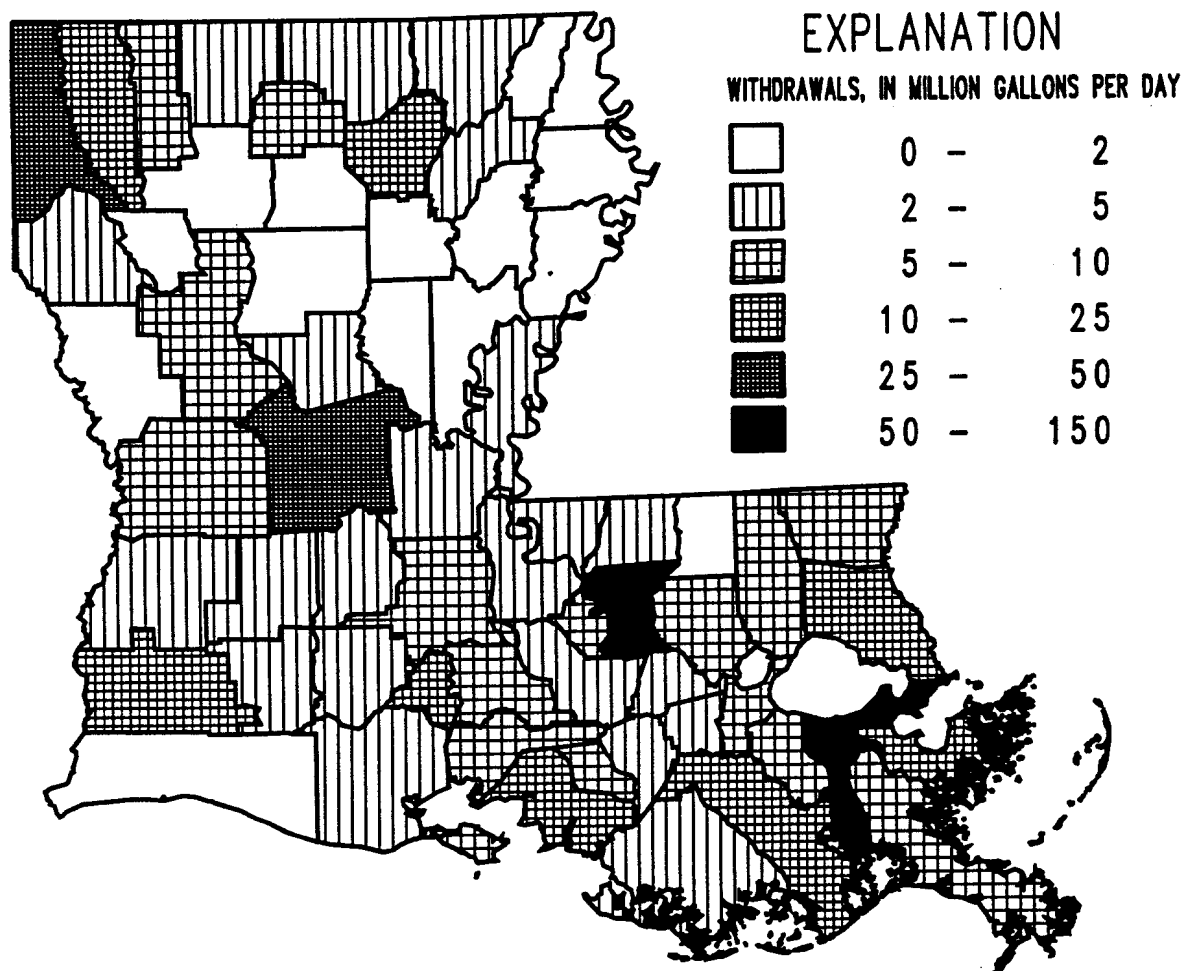 EXPLANATION
WITHDRAWALS, IN MILLION GALLONS PER DAY
0 - 2
2 - 5
5 - 10
10 - 25
25 - 50
50 - 150